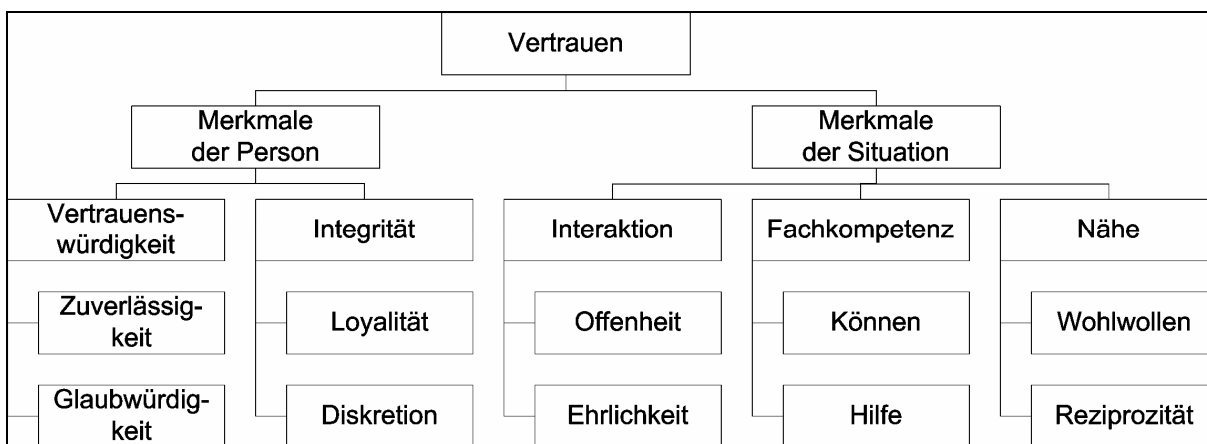 Vertrauen
Merkmale
der Person
Merkmale
der Situation
Vertrauens-
würdigkeit
Integrität
Interaktion
Fachkompetenz
Nähe
Zuverlässig-
keit
Loyalität
Offenheit
Können
Wohlwollen
Glaubwürdig-
keit
Diskretion
Ehrlichkeit
Hilfe
Reziprozität